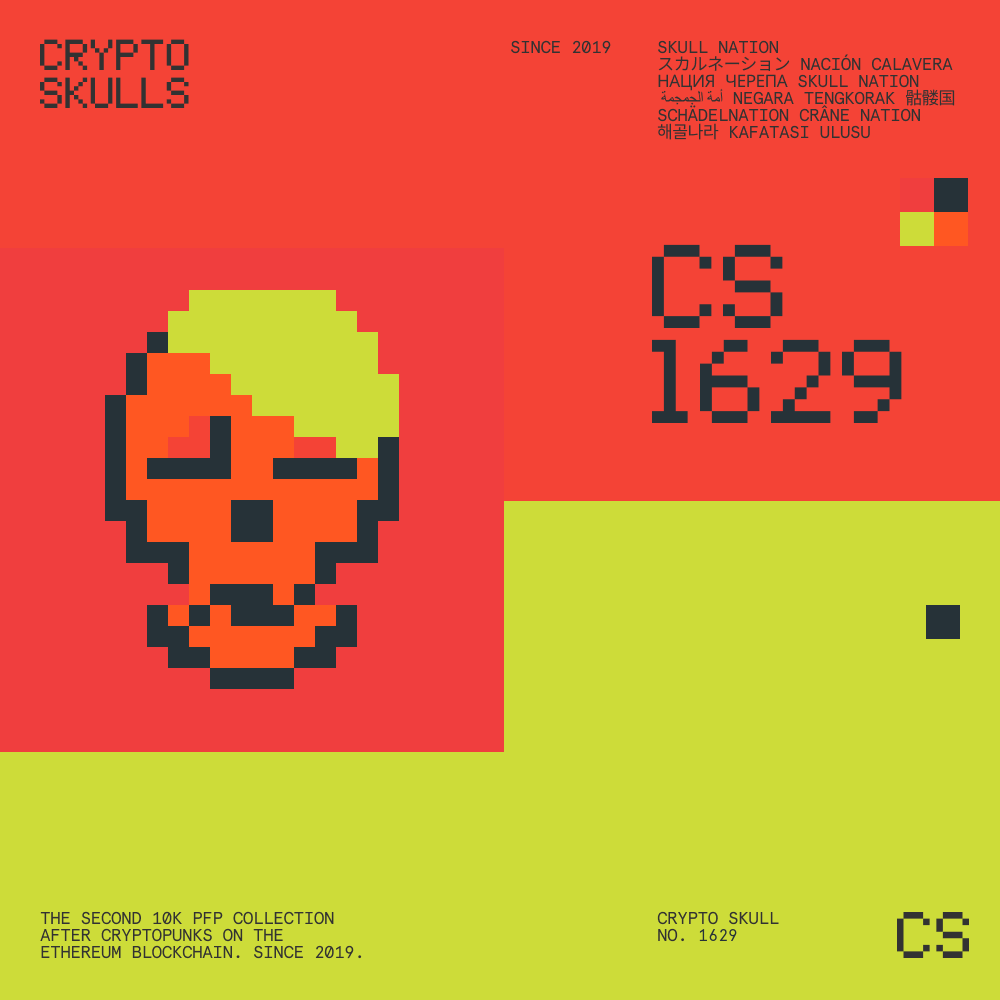 CRYPTO
SKULLS
SINCE 2019
SKULL NATION
スカルネーション NACIÓN CALAVERA
НАЦИЯ ЧЕРЕПА SKULL NATION
أمة الجمجمة NEGARA TENGKORAK 骷髅国
SCHÄDELNATION CRÂNE NATION
해골나라 KAFATASI ULUSU
CS
1629
THE SECOND 10K PFP COLLECTION
AFTER CRYPTOPUNKS ON THE
ETHEREUM BLOCKCHAIN. SINCE 2019.
CRYPTO SKULL
NO. 1629
CS